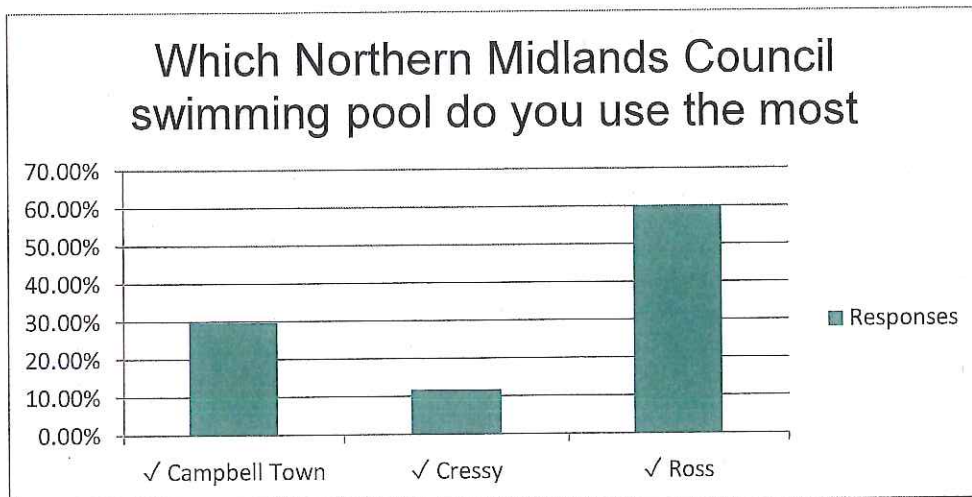 Which Northern Midlands Council
swimming pool do you use the most
70.00%
60.00%
50.00%
40.00%
30.00%
20.00%
10.00%
0.00%
✓ Campbell Town
✓ Cressy
✓ Ross
Responses